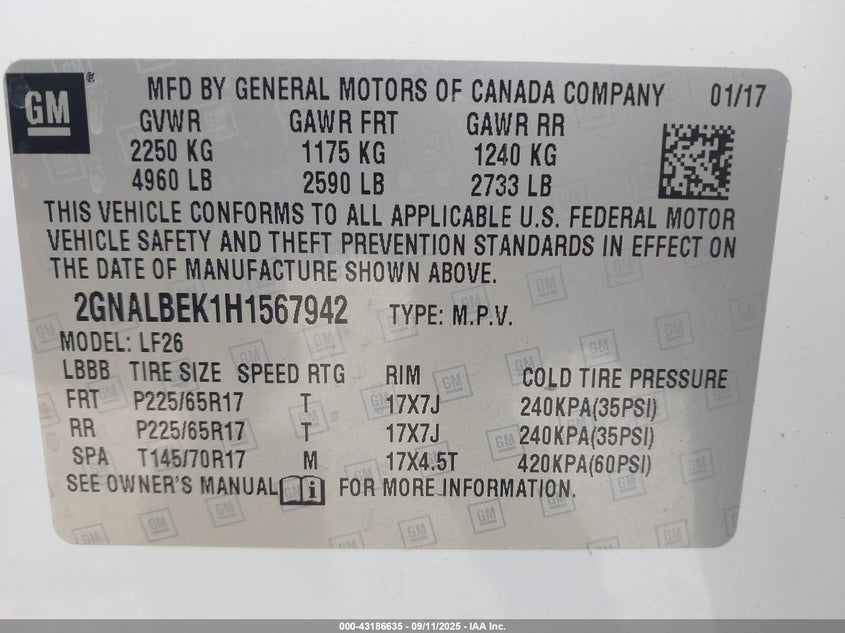 GM ® MFD BY GENERAL MOTORS OF CANADA COMPANY 01/17
GVWR GAWR FRT GAWR RR
2250 KG 1175 KG 1240 KG
4960 LB 2590 LB 2733 LB
THIS VEHICLE CONFORMS TO ALL APPLICABLE U.S. FEDERAL MOTOR
VEHICLE SAFETY AND THEFT PREVENTION STANDARDS IN EFFECT ON
THE DATE OF MANUFACTURE SHOWN ABOVE.
2GNALBEK1H1567942 TYPE: M.P.V.
MODEL: LF26
LBBB TIRE SIZE SPEED RTG RIM COLD TIRE PRESSURE
FRT P225/65R17 T 17X7J 240KPA(35PSI)
RR P225/65R17 T 17X7J 240KPA(35PSI)
SPA T145/70R17 M 17X4.5T 420KPA(60PSI)
SEE OWNER'S MANUAL i FOR MORE INFORMATION.
000-43186635 - 09/11/2025 - IAA Inc.